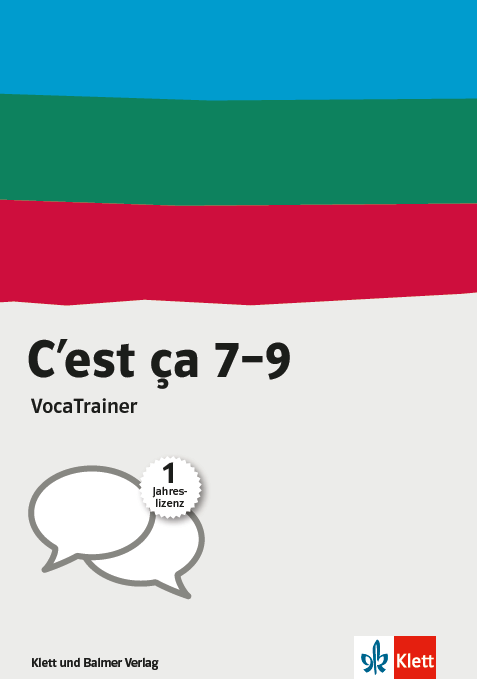 C’est ça 7–9
VocaTrainer
1
Jahres-
lizenz
Klett und Balmer Verlag
Klett